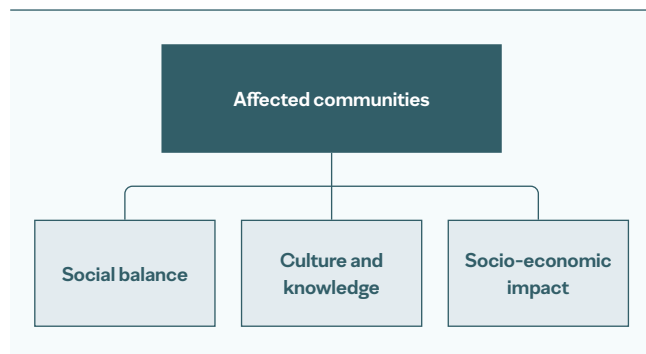 Affected communities
Social balance
Culture and
knowledge
Socio-economic
impact